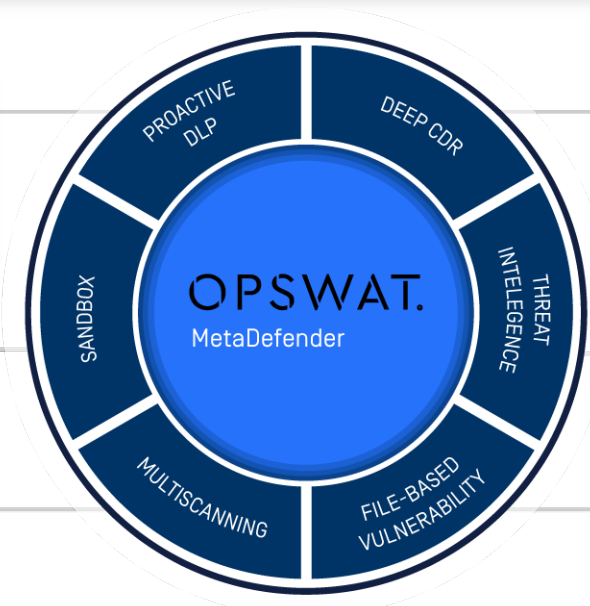 PROACTIVE
DLP
DEEP CDR
THREAT
INTELEGENCE
FILE-BASED
VULNERABILITY
MULTISCANNING
SANDBOX
OPSWAT.
MetaDefender